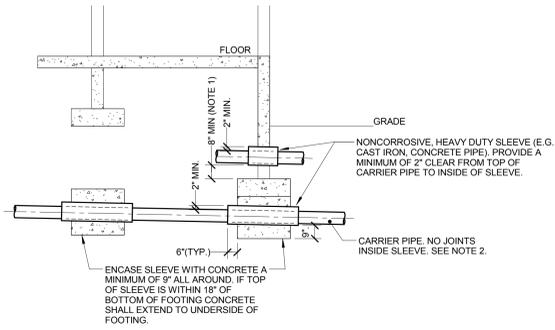 FLOOR
8" MIN (NOTE 1)
2" MIN.
GRADE
NONCORROSIVE, HEAVY DUTY SLEEVE (E.G.
CAST IRON, CONCRETE PIPE). PROVIDE A
MINIMUM OF 2" CLEAR FROM TOP OF
CARRIER PIPE TO INSIDE OF SLEEVE.
2" MIN.
9"
6"(TYP.)
CARRIER PIPE. NO JOINTS
INSIDE SLEEVE. SEE NOTE 2.
ENCASE SLEEVE WITH CONCRETE A
MINIMUM OF 9" ALL AROUND. IF TOP
OF SLEEVE IS WITHIN 18" OF
BOTTOM OF FOOTING CONCRETE
SHALL EXTEND TO UNDERSIDE OF
FOOTING.